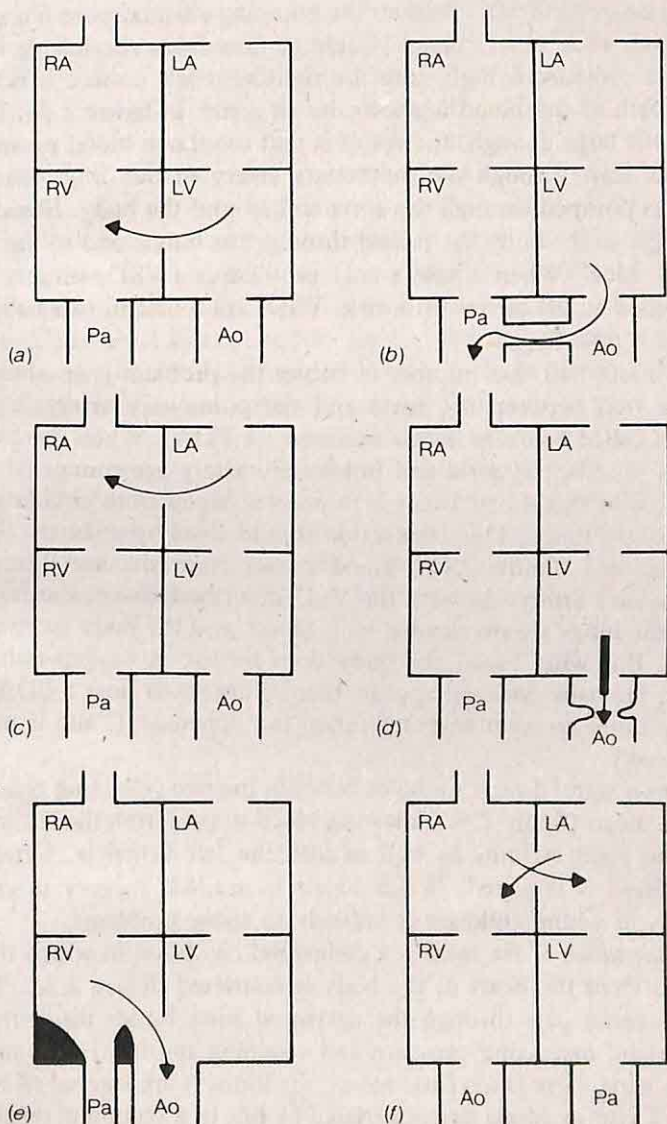 RA LA RA LA
RV LV RV LV
Pa Ao Pa Ao
(a) (b)
RA LA RA LA
RV LV RV LV
Pa Ao Pa Ao
(c) (d)
RA LA RA LA
RV LV RV LV
Pa Ao Ao Pa
(e) (f)